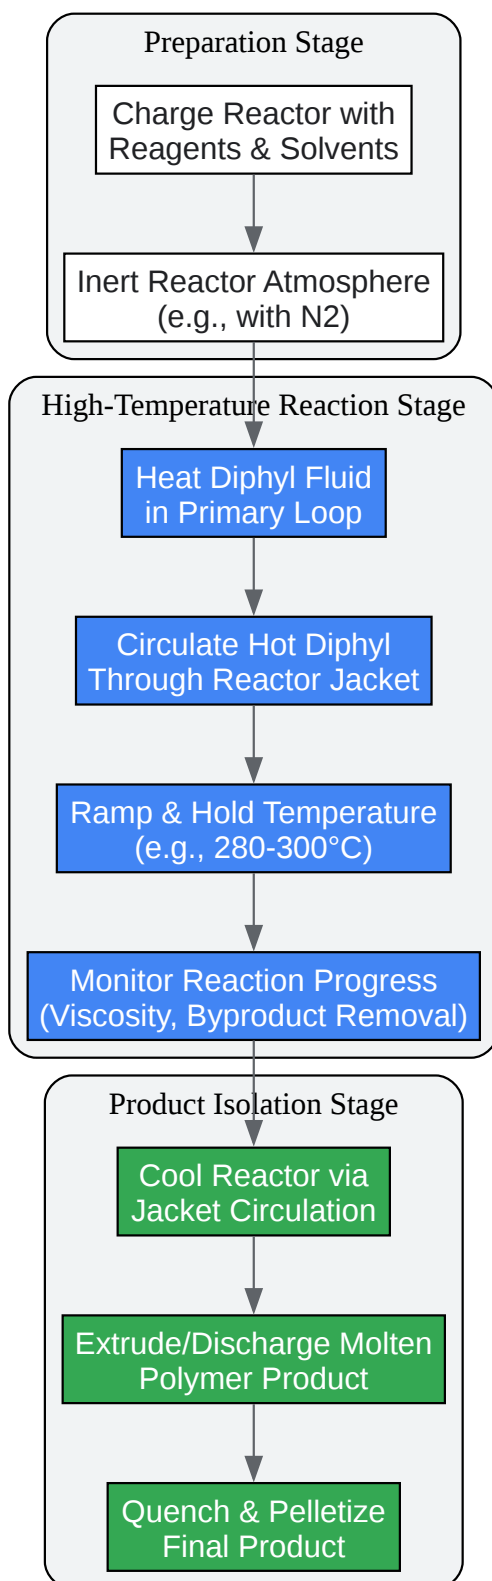 Preparation Stage
Charge Reactor with
Reagents & Solvents
Inert Reactor Atmosphere
(e.g., with N2)
High-Temperature Reaction Stage
Heat Diphyl Fluid
in Primary Loop
Circulate Hot Diphyl
Through Reactor Jacket
Ramp & Hold Temperature
(e.g., 280-300°C)
Monitor Reaction Progress
(Viscosity, Byproduct Removal)
Product Isolation Stage
Cool Reactor via
Jacket Circulation
Extrude/Discharge Molten
Polymer Product
Quench & Pelletize
Final Product